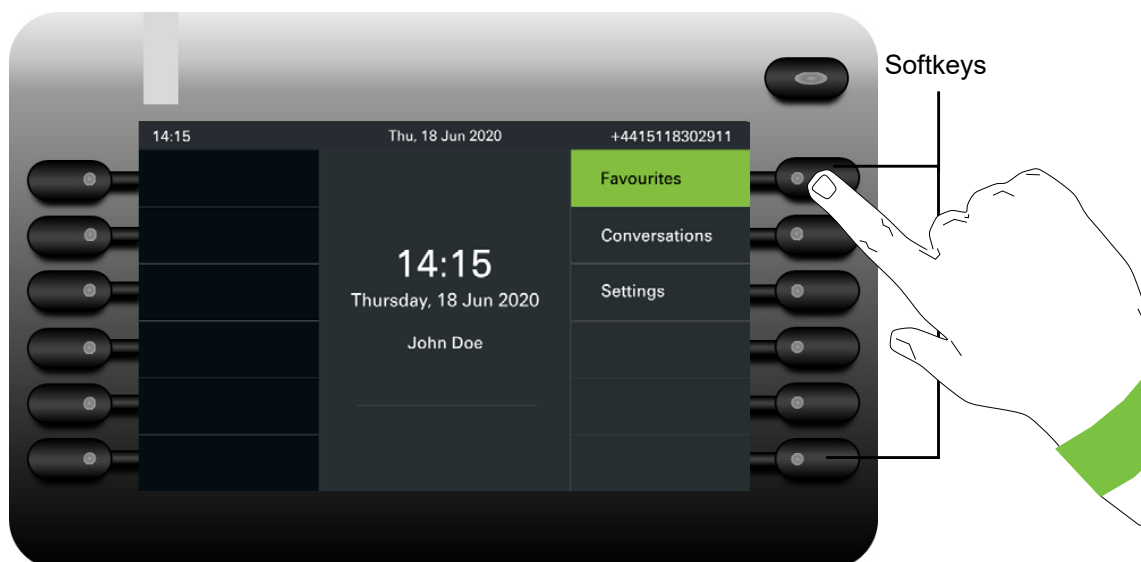 Softkeys
14:15 Thu, 18 Jun 2020 +4415118302911
Favourites
Conversations
14:15
Settings
Thursday, 18 Jun 2020
John Doe